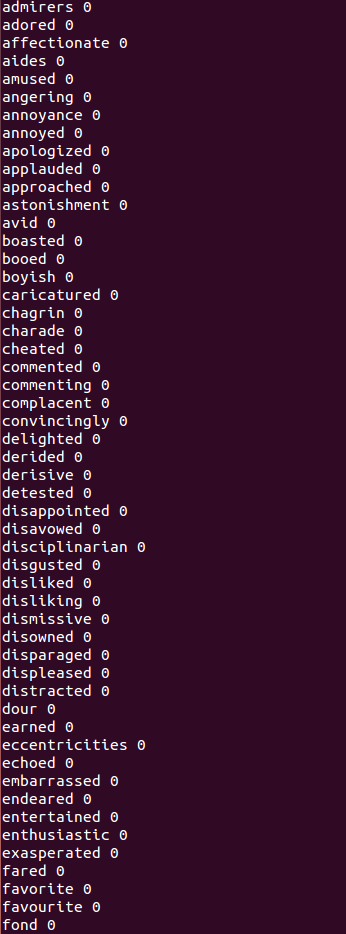 admirers 0
adored 0
affectionate 0
aides 0
amused 0
angering 0
annoyance 0
annoyed 0
apologized 0
applauded 0
approached 0
astonishment 0
avid 0
boasted 0
booed 0
boyish 0
caricatured 0
chagrin 0
charade 0
cheated 0
commented 0
commenting 0
complacent 0
convincingly 0
delighted 0
derided 0
derisive 0
detested 0
disappointed 0
disavowed 0
disciplinarian 0
disgusted 0
disliked 0
disliking 0
dismissive 0
disowned 0
disparaged 0
displeased 0
distracted 0
dour 0
earned 0
eccentricities 0
echoed 0
embarrassed 0
endeared 0
entertained 0
enthusiastic 0
exasperated 0
fared 0
favorite 0
favourite 0
fond 0